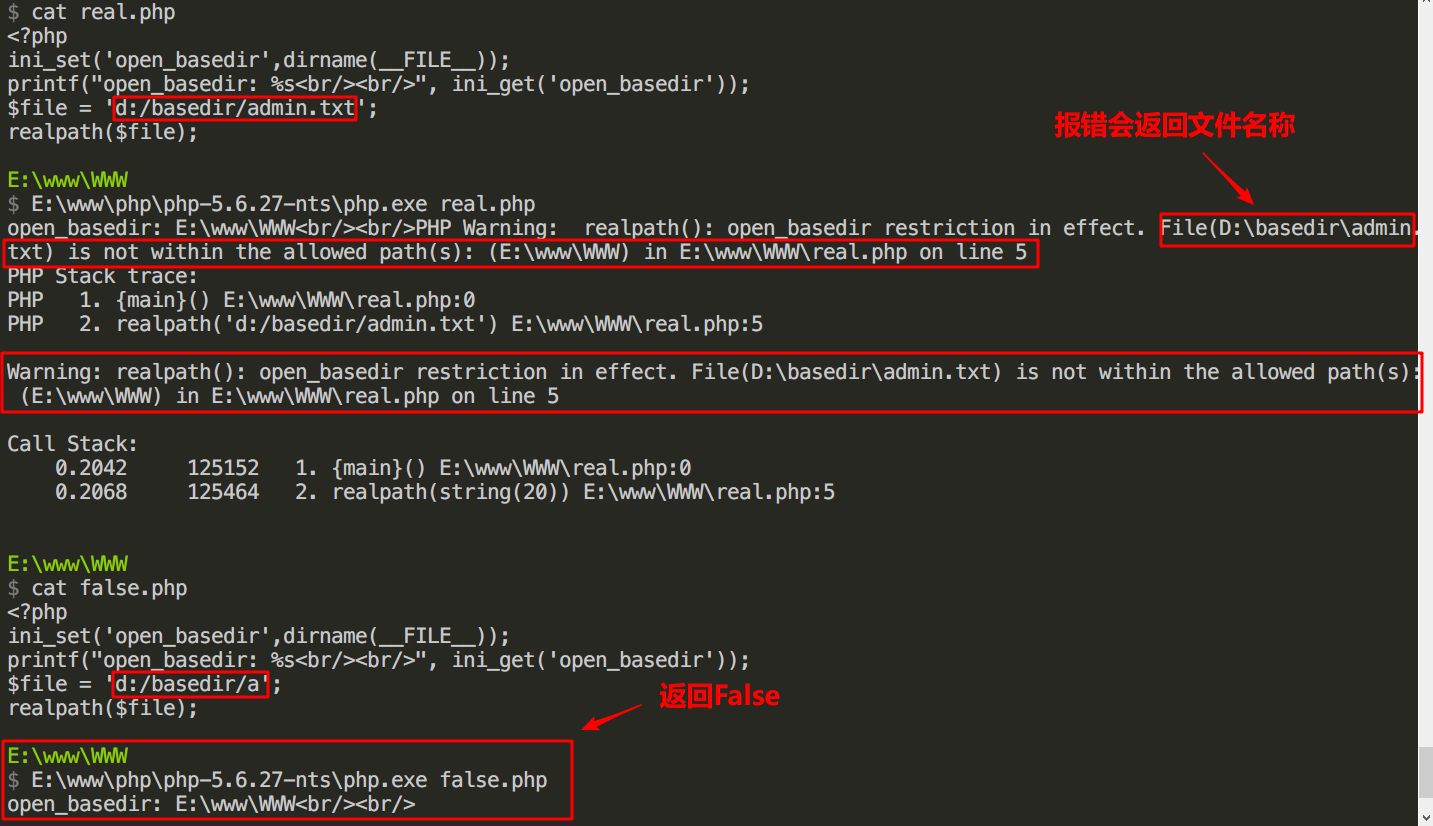 $ cat real.php
<?php
ini_set('open_basedir',dirname(__FILE__));
printf("open_basedir: %s<br/><br/>", ini_get('open_basedir'));
$file = 'd:/basedir/admin.txt';
realpath($file);
报错会返回文件名称
E:\www\WWW
$ E:\www\php\php-5.6.27-nts\php.exe real.php
open_basedir: E:\www\WWW<br/><br/>PHP Warning:  realpath(): open_basedir restriction in effect. File(D:\basedir\admin.
txt) is not within the allowed path(s): (E:\www\WWW) in E:\www\WWW\real.php on line 5
PHP Stack trace:
PHP   1. {main}() E:\www\WWW\real.php:0
PHP   2. realpath('d:/basedir/admin.txt') E:\www\WWW\real.php:5
Warning: realpath(): open_basedir restriction in effect. File(D:\basedir\admin.txt) is not within the allowed path(s):
 (E:\www\WWW) in E:\www\WWW\real.php on line 5
Call Stack:
    0.2042     125152   1. {main}() E:\www\WWW\real.php:0
    0.2068     125464   2. realpath(string(20)) E:\www\WWW\real.php:5
E:\www\WWW
$ cat false.php
<?php
ini_set('open_basedir',dirname(__FILE__));
printf("open_basedir: %s<br/><br/>", ini_get('open_basedir'));
$file = 'd:/basedir/a';
realpath($file);
返回False
E:\www\WWW
$ E:\www\php\php-5.6.27-nts\php.exe false.php
open_basedir: E:\www\WWW<br/><br/>